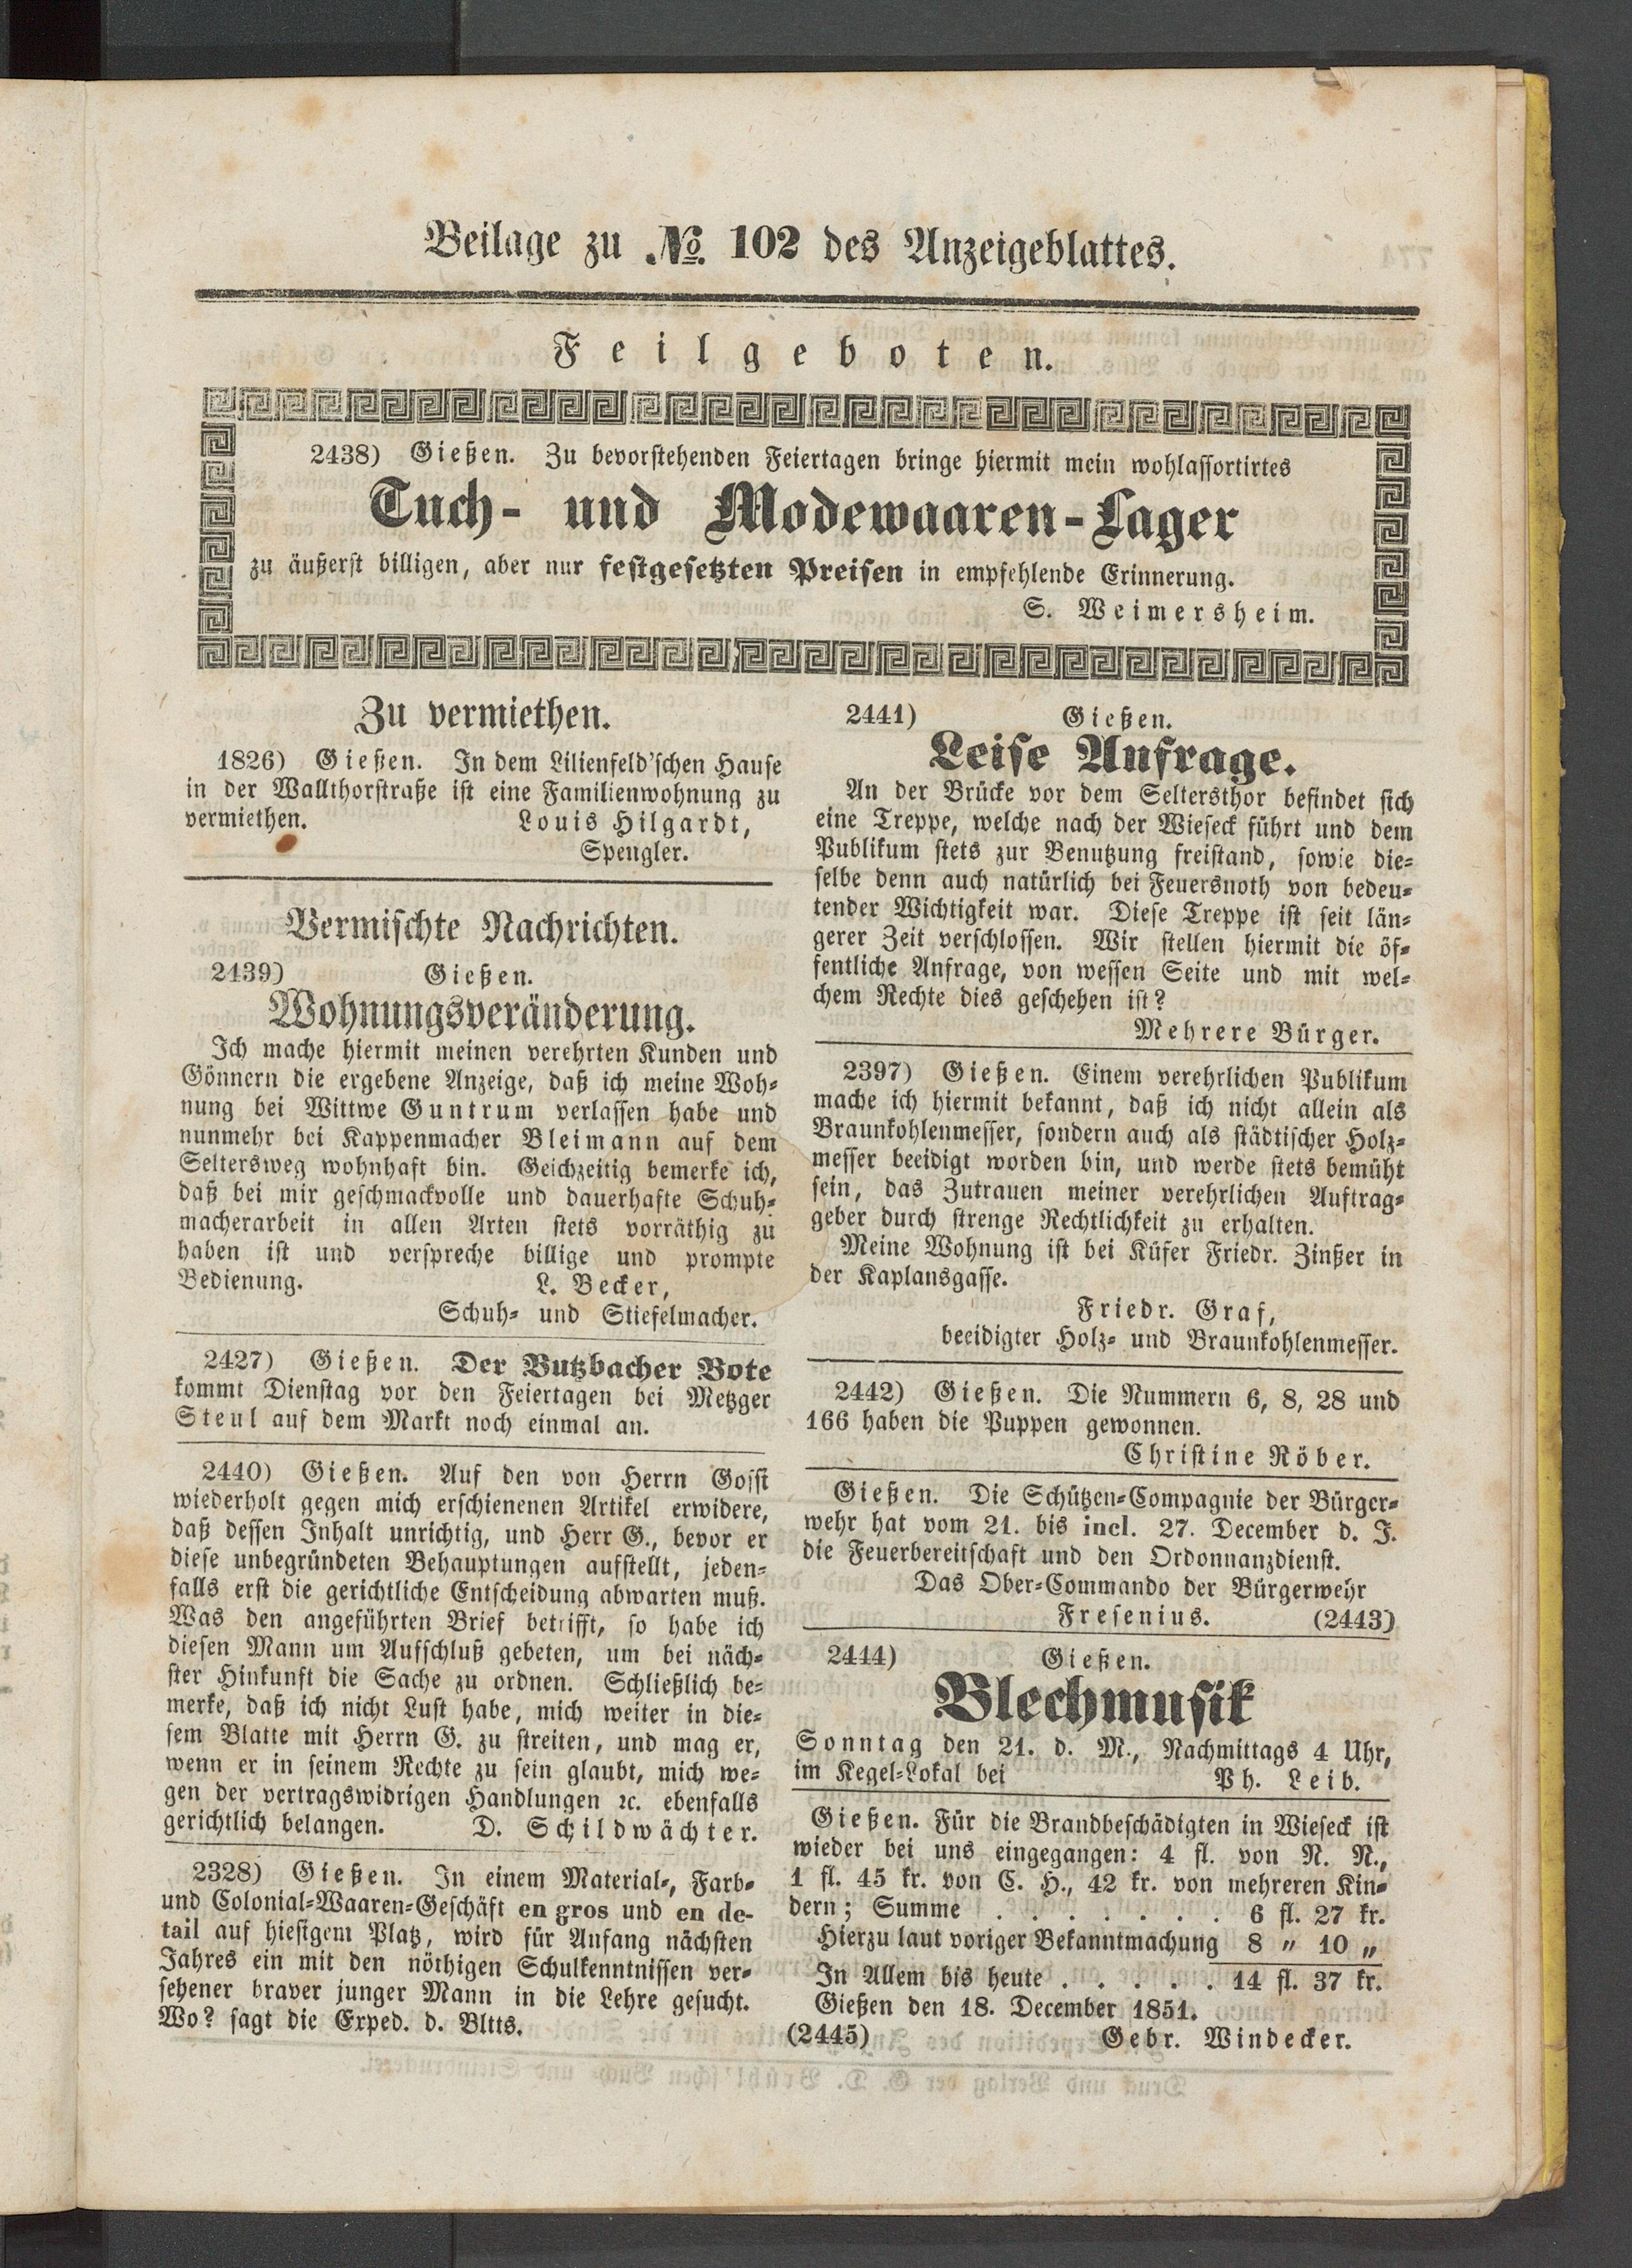 Beilage zu № 102 des Anzeigeblattes.
Feilgeboten.
2438) Gießen. Zu bevorstehenden Feiertagen bringe hiermit mein wohlassortirtes
Tuch- und Modewaaren-Lager
zu äußerst billigen, aber nur festgesetzten Preisen in empfehlende Erinnerung.
S. Weimersheim.
Zu vermiethen.
1826) Gießen. In dem Lilienfeld'schen Hause
in der Wallthorstraße ist eine Familienwohnung zu
vermiethen. Louis Hilgardt,
Spengler.
Vermischte Nachrichten.
2439) Gießen.
Wohnungsveränderung.
Ich mache hiermit meinen verehrten Kunden und
Gönnern die ergebene Anzeige, daß ich meine Woh-
nung bei Wittwe Guntrum verlassen habe und
nunmehr bei Kappenmacher Bleimann auf dem
Seltersweg wohnhaft bin. Geichzeitig bemerke ich,
daß bei mir geschmackvolle und dauerhafte Schuh-
macherarbeit in allen Arten stets vorräthig zu
haben ist und verspreche billige und prompte
Bedienung. L. Becker,
Schuh- und Stiefelmacher.
2427) Gießen. Der Butzbacher Bote
kommt Dienstag vor den Feiertagen bei Metzger
Steul auf dem Markt noch einmal an.
2440) Gießen. Auf den von Herrn Gosst
wiederholt gegen mich erschienenen Artikel erwidere,
daß dessen Inhalt unrichtig, und Herr G., bevor er
diese unbegründeten Behauptungen aufstellt, jeden-
falls erst die gerichtliche Entscheidung abwarten muß.
Was den angeführten Brief betrifft, so habe ich
diesen Mann um Aufschluß gebeten, um bei näch-
ster Hinkunft die Sache zu ordnen. Schließlich be-
merke, daß ich nicht Lust habe, mich weiter in die-
sem Blatte mit Herrn G. zu streiten, und mag er,
wenn er in seinem Rechte zu sein glaubt, mich we-
gen der vertragswidrigen Handlungen ꝛc. ebenfalls
gerichtlich belangen. D. Schildwächter.
2328) Gießen. In einem Material-, Farb-
und Colonial-Waaren-Geschäft en gros und en de-
tail auf hiesigem Platz, wird für Anfang nächsten
Jahres ein mit den nöthigen Schulkenntnissen ver-
sehener braver junger Mann in die Lehre gesucht.
Wo? sagt die Exped. d. Bltts.
2441) Gießen.
Leise Anfrage.
An der Brücke vor dem Seltersthor befindet sich
eine Treppe, welche nach der Wieseck führt und dem
Publikum stets zur Benutzung freistand, sowie die-
selbe denn auch natürlich bei Feuersnoth von bedeu-
tender Wichtigkeit war. Diese Treppe ist seit län-
gerer Zeit verschlossen. Wir stellen hiermit die öf-
fentliche Anfrage, von wessen Seite und mit wel-
chem Rechte dies geschehen ist?
Mehrere Bürger.
2397) Gießen. Einem verehrlichen Publikum
mache ich hiermit bekannt, daß ich nicht allein als
Braunkohlenmesser, sondern auch als städtischer Holz-
messer beeidigt worden bin, und werde stets bemüht
sein, das Zutrauen meiner verehrlichen Auftrag-
geber durch strenge Rechtlichkeit zu erhalten.
Meine Wohnung ist bei Küfer Friedr. Zinßer in
der Kaplansgasse.
Friedr. Graf,
beeidigter Holz- und Braunkohlenmesser.
2442) Gießen. Die Nummern 6, 8, 28 und
166 haben die Puppen gewonnen.
Christine Röber.
Gießen. Die Schützen-Compagnie der Bürger-
wehr hat vom 21. bis incl. 27. December d. J.
die Feuerbereitschaft und den Ordonnanzdienst.
Das Ober-Commando der Bürgerwehr
Fresenius. (2443)
2444) Gießen.
Blechmusik
Sonntag den 21. d. M., Nachmittags 4 Uhr,
im Kegel-Lokal bei Ph. Leib.
Gießen. Für die Brandbeschädigten in Wieseck ist
wieder bei uns eingegangen: 4 fl. von N. N.,
1 fl. 45 kr. von C. H., 42 kr. von mehreren Kin-
dern; Summe . . . . . . . 6 fl. 27 kr.
Hierzu laut voriger Bekanntmachung 8 „ 10 „
In Allem bis heute . . . . . 14 fl. 37 kr.
Gießen den 18. December 1851.
(2445) Gebr. Windecker.